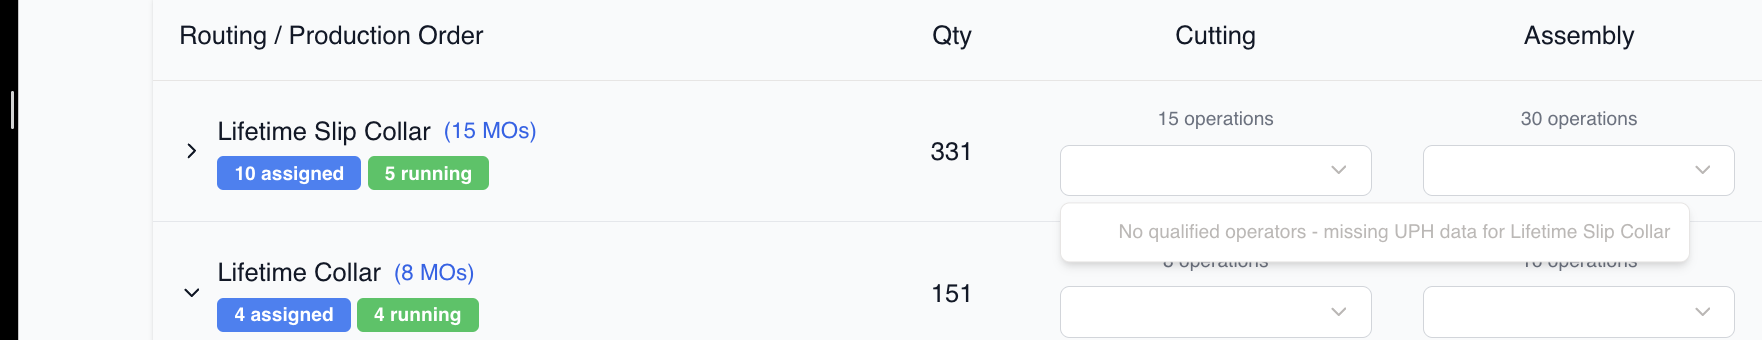 Routing / Production Order Qty Cutting Assembly
15 operations 30 operations
Lifetime Slip Collar (15 MOs)
331
10 assigned 5 running
No qualified operators - missing UPH data for Lifetime Slip Collar
operations operations
Lifetime Collar (8 MOs)
151
4 assigned 4 running